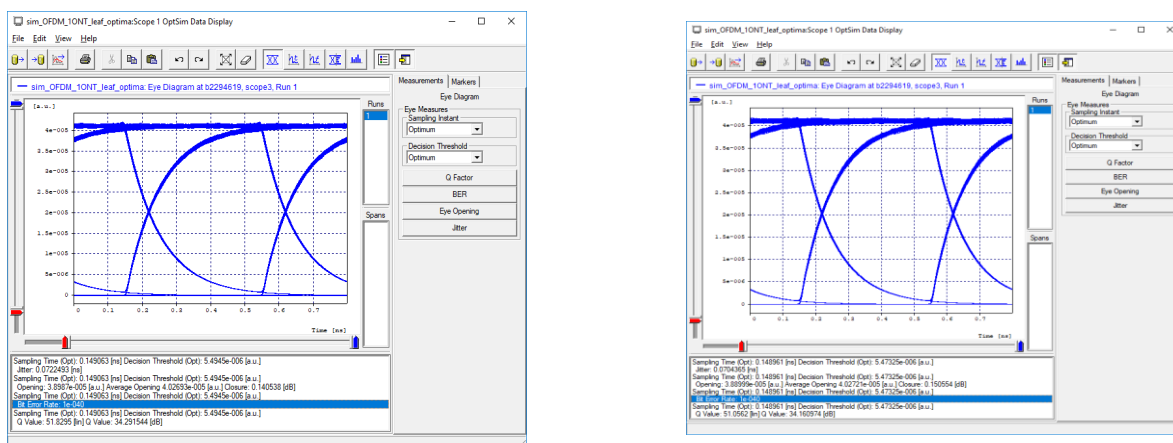 sim_OFDM_1ONT_leaf_optima:Scope 1 OptSim Data Display
File Edit View Help
sim_OFDM_1ONT_leaf_optima: Eye Diagram at b2294619, scope3, Run 1
[a.u.]
4e-005
3.5e-005
3e-005
2.5e-005
2e-005
1.5e-005
1e-005
5e-006
0
0 0.1 0.2 0.3 0.4 0.5 0.6 0.7
Time [ns]
Runs
1
Spans
Measurements Markers
Eye Diagram
Eye Measures
Sampling Instant
Optimum
Decision Threshold
Optimum
Q Factor
BER
Eye Opening
Jitter
Sampling Time (Opt): 0.149063 [ns] Decision Threshold (Opt): 5.4945e-006 [a.u.]
Jitter: 0.0722493 [ns]
Sampling Time (Opt): 0.149063 [ns] Decision Threshold (Opt): 5.4945e-006 [a.u.]
Opening: 3.8987e-005 [a.u.] Average Opening 4.02693e-005 [a.u.] Closure: 0.140538 [dB]
Sampling Time (Opt): 0.149063 [ns] Decision Threshold (Opt): 5.4945e-006 [a.u.]
Bit Error Rate: 1e-040
Sampling Time (Opt): 0.149063 [ns] Decision Threshold (Opt): 5.4945e-006 [a.u.]
Q Value: 51.8295 [lin] Q Value: 34.291544 [dB]
sim_OFDM_1ONT_leaf_optima:Scope 1 OptSim Data Display
File Edit View Help
sim_OFDM_1ONT_leaf_optima: Eye Diagram at b2294619, scope3, Run 1
[a.u.]
4e-005
3.5e-005
3e-005
2.5e-005
2e-005
1.5e-005
1e-005
5e-006
0
0 0.1 0.2 0.3 0.4 0.5 0.6 0.7
Time [ns]
Runs
1
Spans
Measurements Markers
Eye Diagram
Eye Measures
Sampling Instant
Optimum
Decision Threshold
Optimum
Q Factor
BER
Eye Opening
Jitter
Sampling Time (Opt): 0.148961 [ns] Decision Threshold (Opt): 5.47325e-006 [a.u.]
Jitter: 0.0704365 [ns]
Sampling Time (Opt): 0.148961 [ns] Decision Threshold (Opt): 5.47325e-006 [a.u.]
Opening: 3.88999e-005 [a.u.] Average Opening 4.02721e-005 [a.u.] Closure: 0.150554 [dB]
Sampling Time (Opt): 0.148961 [ns] Decision Threshold (Opt): 5.47325e-006 [a.u.]
Bit Error Rate: 1e-040
Sampling Time (Opt): 0.148961 [ns] Decision Threshold (Opt): 5.47325e-006 [a.u.]
Q Value: 51.0562 [lin] Q Value: 34.160974 [dB]